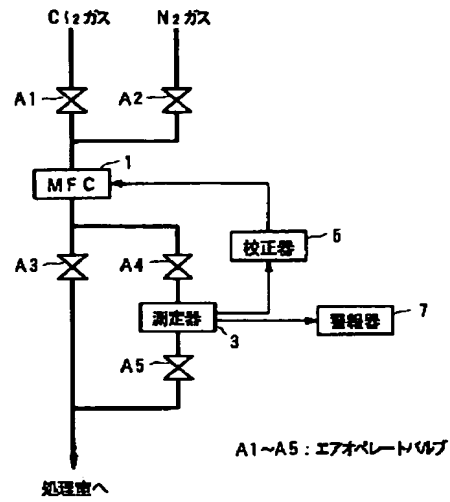 Cl₂ガス N₂ガス
A1 A2
1
MFC
A3 A4 校正器 5
測定器 3 警報器 7
A5
A1~A5:エアオペレートバルブ
処理室へ